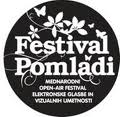 Festival
Pomladi
MEDNARODNI
OPEN-AIR FESTIVAL
ELEKTRONSKE GLASBE IN
VIZUALNIH UMETNOSTI